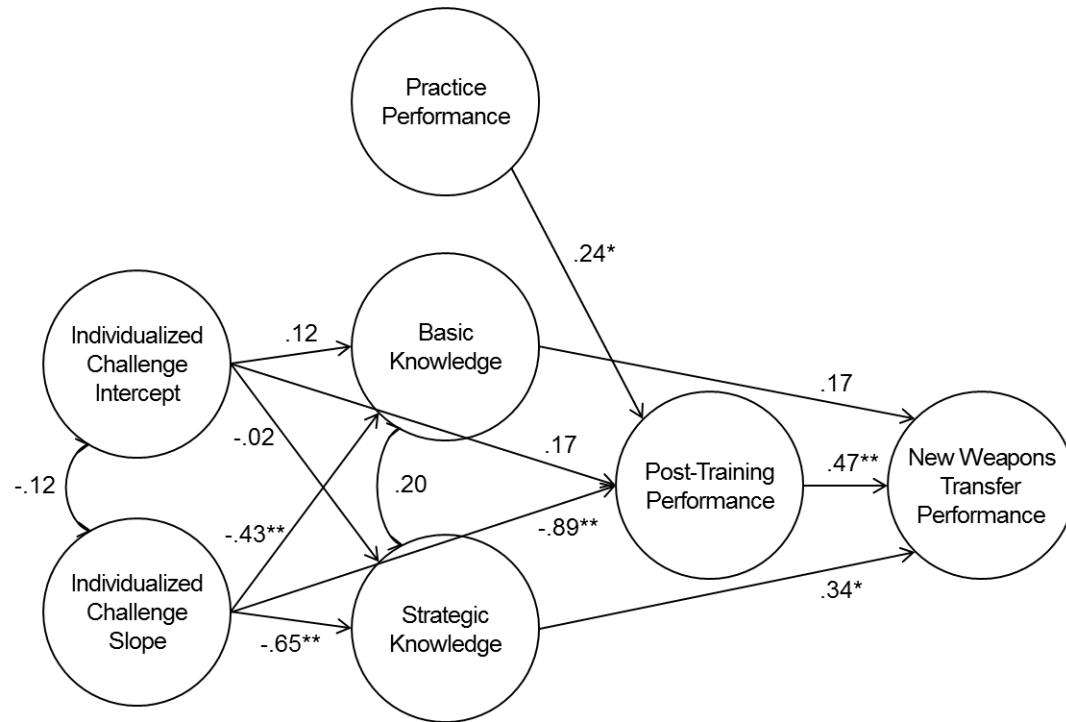 Practice
Performance
.24*
Individualized
Challenge
Intercept
.12
Basic
Knowledge
.17
-.02
.17
Post-Training
Performance
.47**
New Weapons
Transfer
Performance
-.12
.20
-.43**
-.89**
Individualized
Challenge
Slope
-.65**
Strategic
Knowledge
.34*